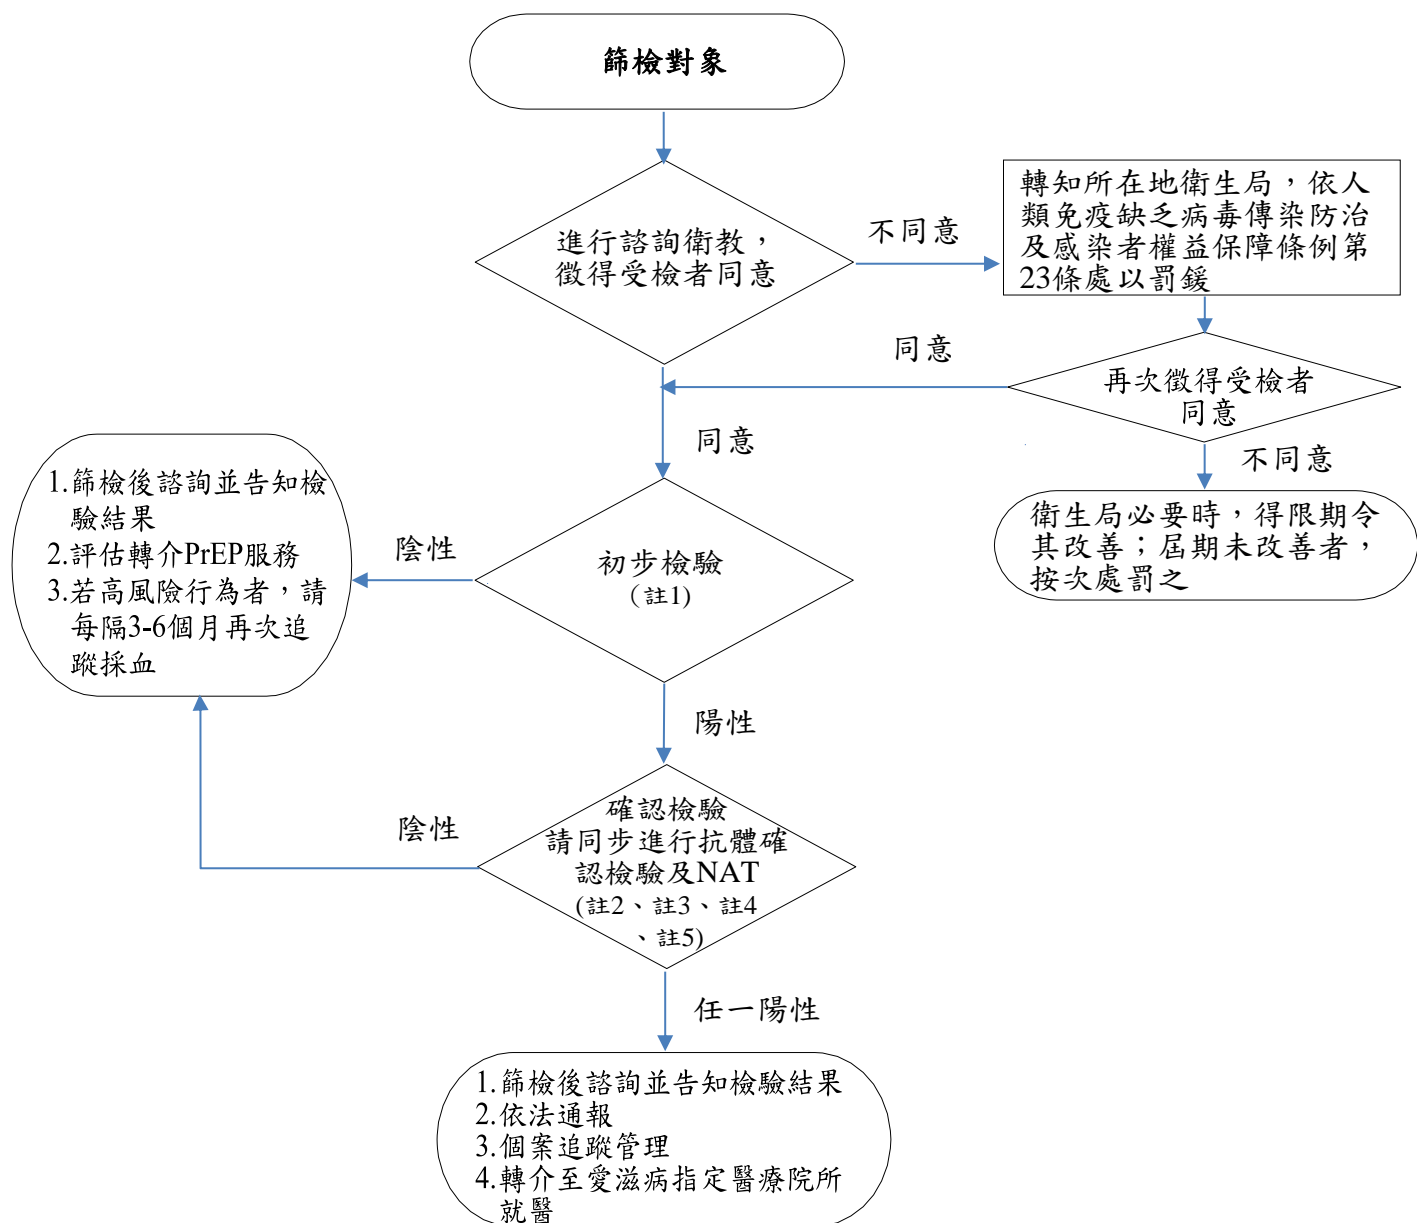 篩檢對象
進行諮詢衛教，
徵得受檢者同意
不同意
轉知所在地衛生局，依人
類免疫缺乏病毒傳染防治
及感染者權益保障條例第
23條處以罰鍰
同意
再次徵得受檢者
同意
不同意
衛生局必要時，得限期令
其改善；屆期未改善者，
按次處罰之
同意
初步檢驗
（註1)
陰性
1.篩檢後諮詢並告知檢
驗結果
2.評估轉介PrEP服務
3.若高風險行為者，請
每隔3-6個月再次追
蹤採血
陽性
確認檢驗
請同步進行抗體確
認檢驗及NAT
(註2、註3、註4
、註5)
陰性
任一陽性
1.篩檢後諮詢並告知檢驗結果
2.依法通報
3.個案追蹤管理
4.轉介至愛滋病指定醫療院所
就醫